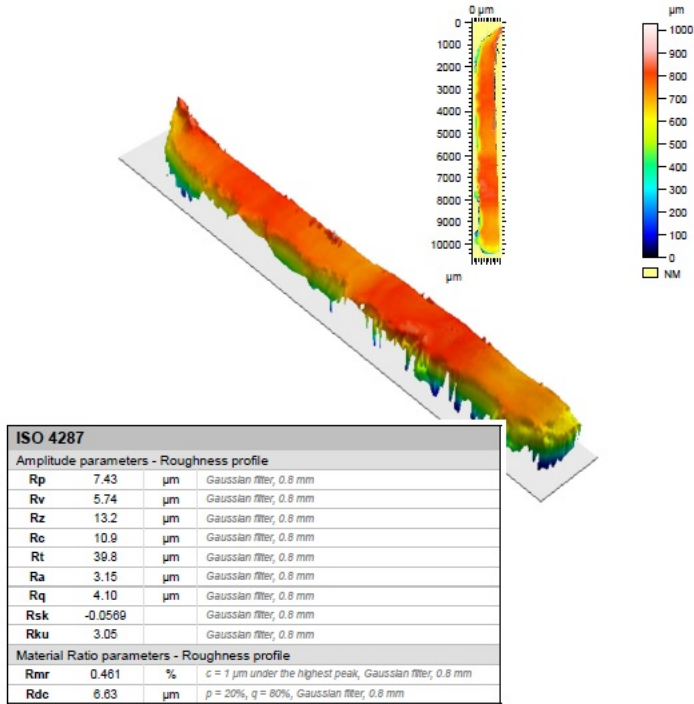 0 µm
0
1000
2000
3000
4000
5000
6000
7000
8000
9000
10000
µm
µm
1000
900
800
700
600
500
400
300
200
100
0
NM
ISO 4287
Amplitude parameters - Roughness profile
Rp 7.43 µm Gaussian filter, 0.8 mm
Rv 5.74 µm Gaussian filter, 0.8 mm
Rz 13.2 µm Gaussian filter, 0.8 mm
Rc 10.9 µm Gaussian filter, 0.8 mm
Rt 39.8 µm Gaussian filter, 0.8 mm
Ra 3.15 µm Gaussian filter, 0.8 mm
Rq 4.10 µm Gaussian filter, 0.8 mm
Rsk -0.0569 Gaussian filter, 0.8 mm
Rku 3.05 Gaussian filter, 0.8 mm
Material Ratio parameters - Roughness profile
Rmr 0.461 % c = 1 µm under the highest peak, Gaussian filter, 0.8 mm
Rdc 6.63 µm p = 20%, q = 80%, Gaussian filter, 0.8 mm